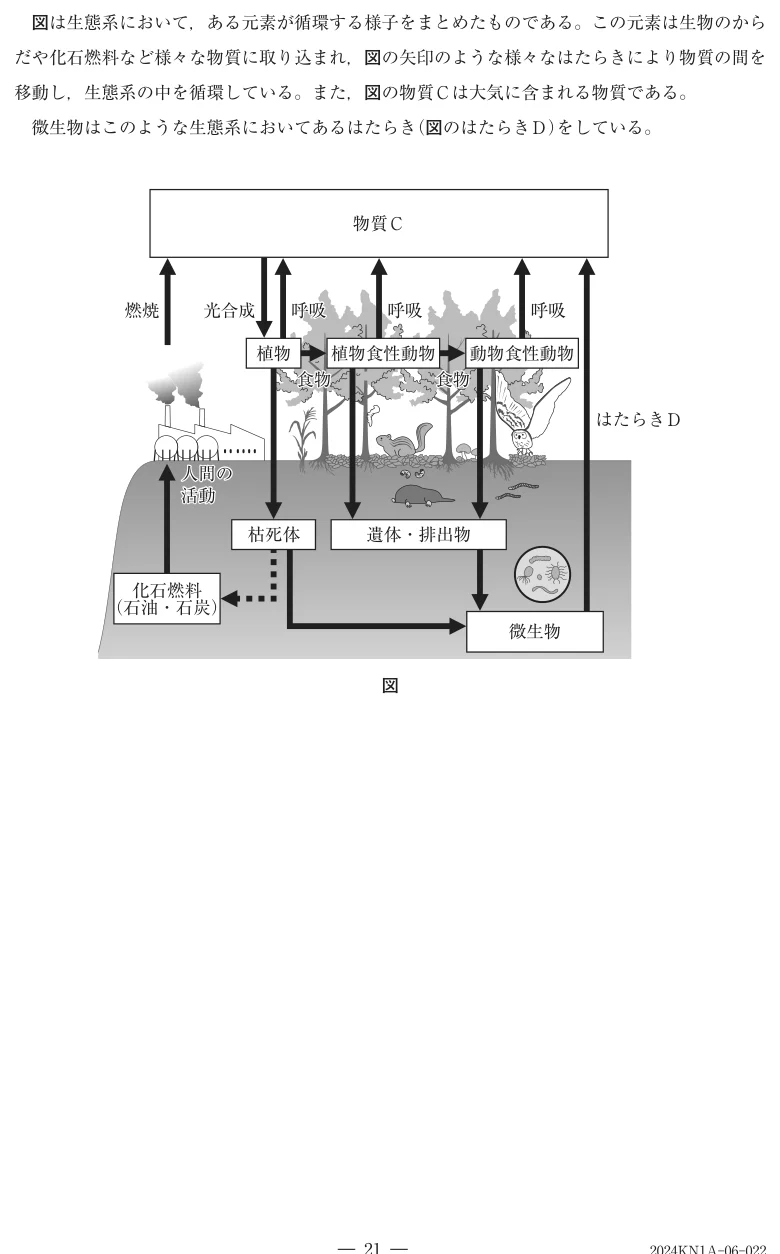 図は生態系において，ある元素が循環する様子をまとめたものである。この元素は生物のから
だや化石燃料など様々な物質に取り込まれ，図の矢印のような様々なはたらきにより物質の間を
移動し，生態系の中を循環している。また，図の物質Ｃは大気に含まれる物質である。
微生物はこのような生態系においてあるはたらき(図のはたらきＤ)をしている。
物質Ｃ
燃焼
光合成
呼吸
呼吸
呼吸
植物
植物食性動物
動物食性動物
食物
食物
はたらきＤ
人間の
活動
枯死体
遺体・排出物
化石燃料
(石油・石炭)
微生物
図
— 21 —
2024KN1A-06-022